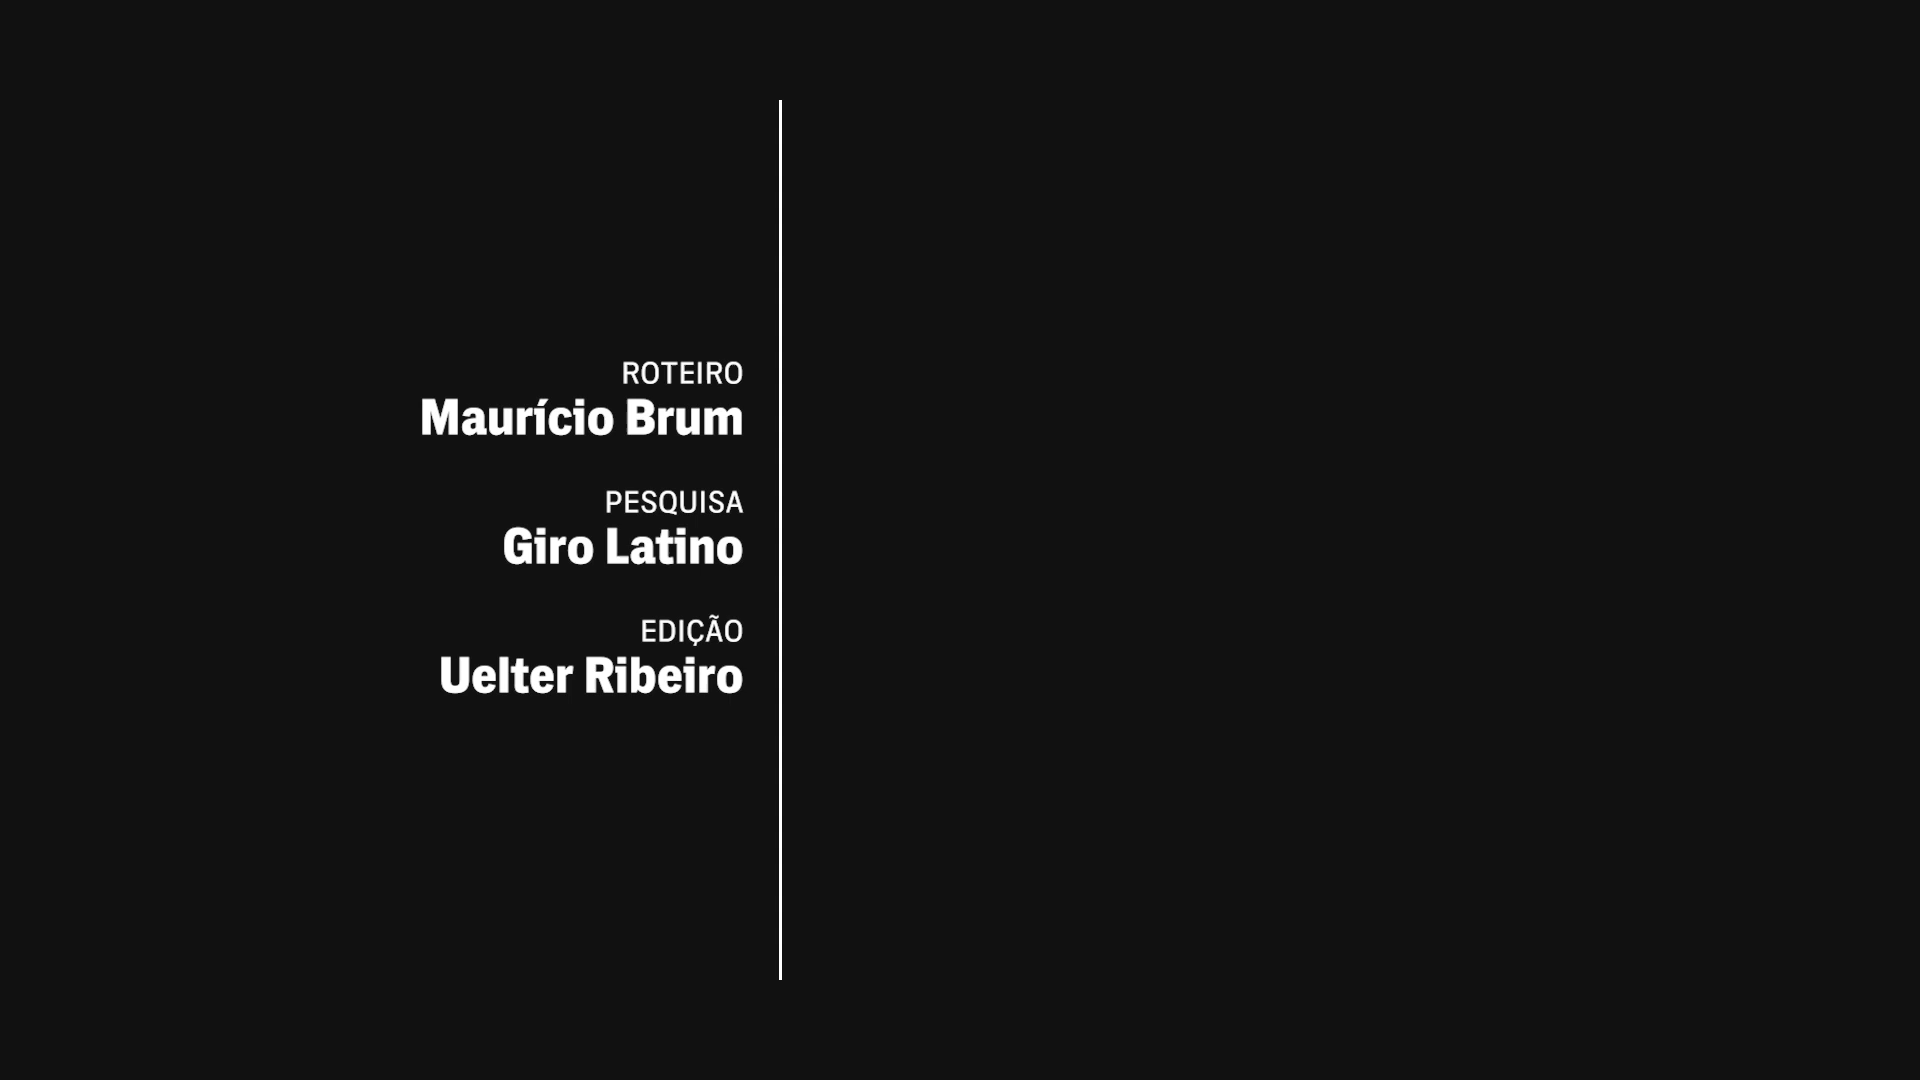 ROTEIRO
Maurício Brum
PESQUISA
Giro Latino
EDIÇÃO
Uelter Ribeiro